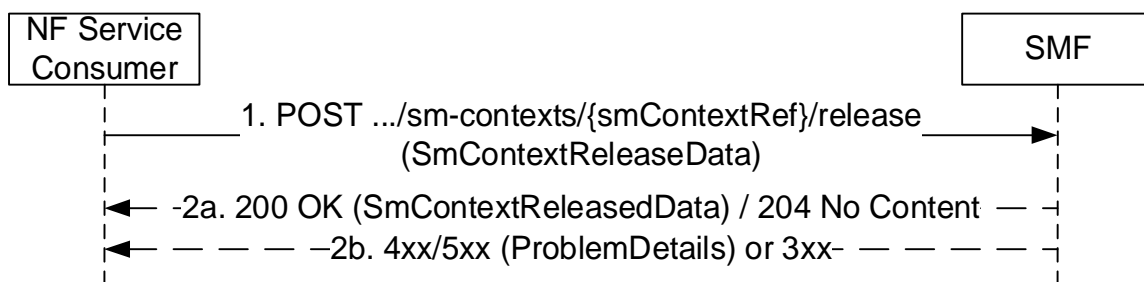 NF Service
Consumer
SMF
1. POST .../sm-contexts/{smContextRef}/release
(SmContextReleaseData)
2a. 200 OK (SmContextReleasedData) / 204 No Content
2b. 4xx/5xx (ProblemDetails) or 3xx